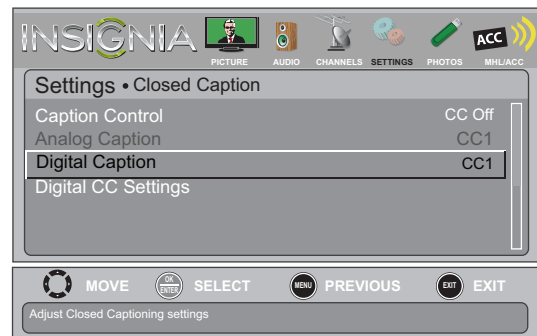 INSIGNIA
PICTURE AUDIO CHANNELS SETTINGS PHOTOS MHL/ACC
ACC
Settings • Closed Caption
Caption Control CC Off
Analog Caption CC1
Digital Caption CC1
Digital CC Settings
MOVE OK ENTER SELECT MENU PREVIOUS EXIT EXIT
Adjust Closed Captioning settings